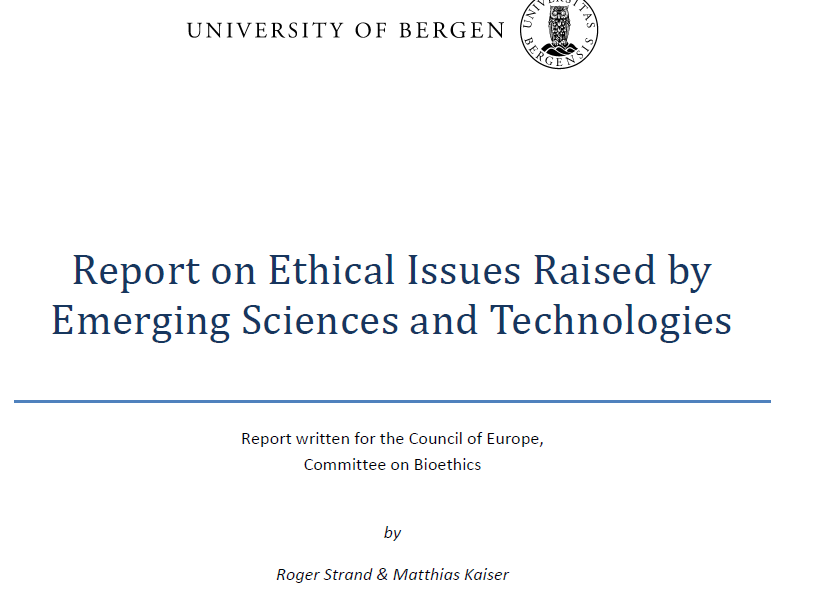 UNIVERSITY OF BERGEN
UNIVERSITAS BERGENSIS
Report on Ethical Issues Raised by
Emerging Sciences and Technologies
Report written for the Council of Europe,
Committee on Bioethics
by
Roger Strand & Matthias Kaiser